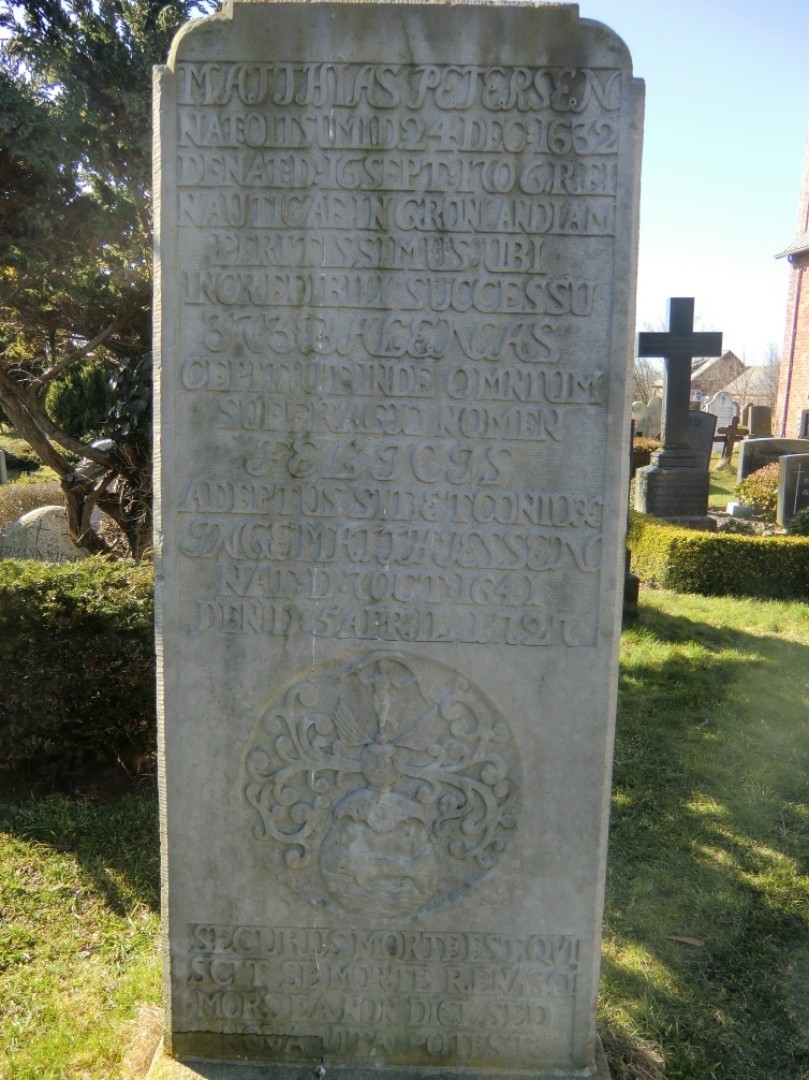 MATTHIAS PETERSEN
NAT OLDSUM D 24 DEC 1632
DENAT D 16 SEPT 1706 REI
NAUTICAE IN GRONLANDIAM
PERITISSIMUS UBI
INCREDIBILI SUCCESSU
373 BALENAS
CEPIT UT INDE OMNIUM
SUFFRAGIO NOMEN
FELICIS
ADEPTUS SIT ET CONIUX
INGE MATTHIESSEN
NAT D 7 OCT 1641
DEN D 5 APRIL 1727
SECURUS MORTE EST QVI
SCIT SE MORTE RENASCI
MORS EA NON DICI SED
NOVA VITA POTEST